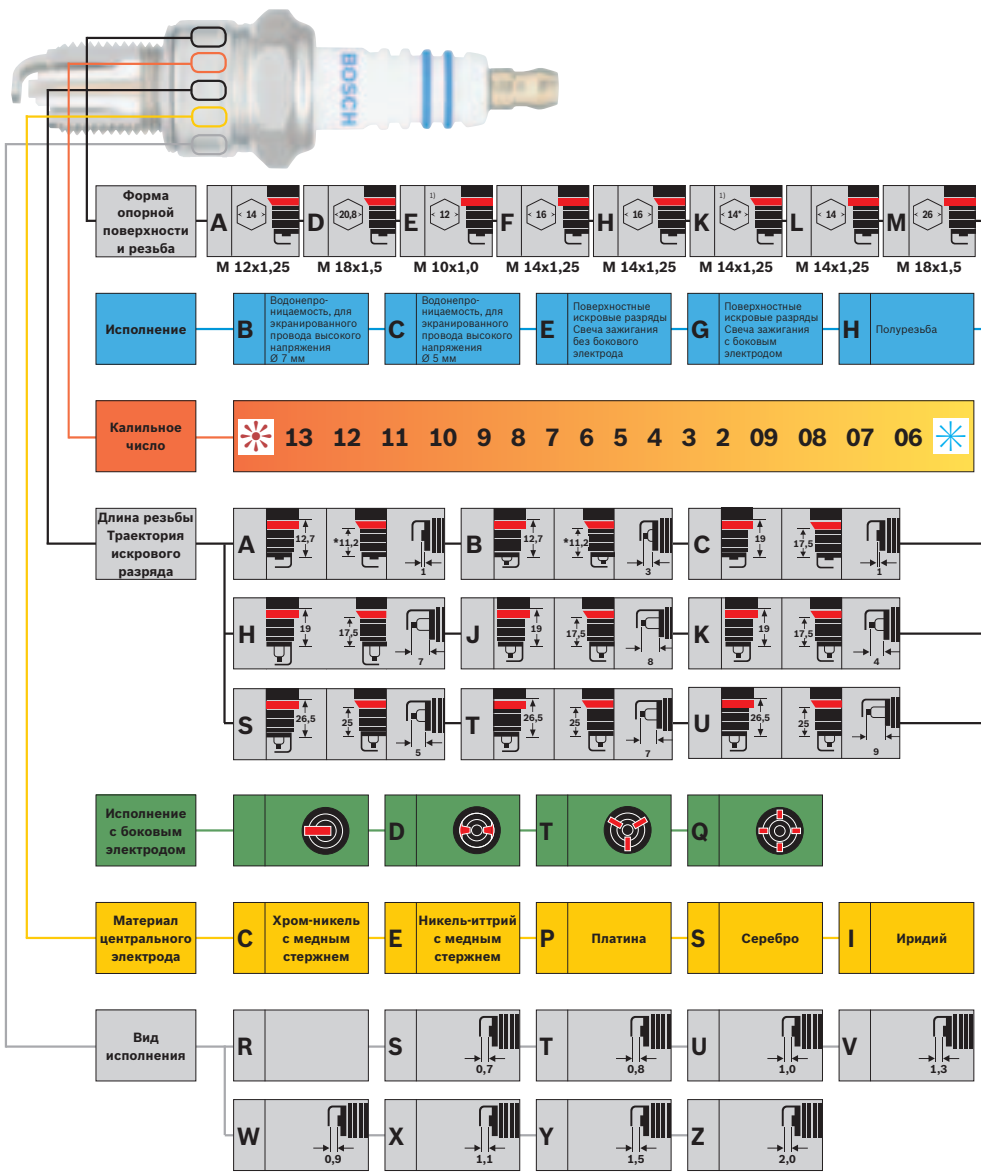 BOSCH
Форма
опорной
поверхности
и резьба
A < 14 > D <20,8> E 1) < 12 > F < 16 > H < 16 > K 1) < 14* > L < 14 > M < 26 >
M 12x1,25 M 18x1,5 M 10x1,0 M 14x1,25 M 14x1,25 M 14x1,25 M 14x1,25 M 18x1,5
Исполнение
B
Водонепро-
ницаемость, для
экранированного
провода высокого
напряжения
Ø 7 мм
C
Водонепро-
ницаемость, для
экранированного
провода высокого
напряжения
Ø 5 мм
E
Поверхностные
искровые разряды
Свеча зажигания
без бокового
электрода
G
Поверхностные
искровые разряды
Свеча зажигания
с боковым
электродом
H
Полурезьба
Калильное
число
13 12 11 10 9 8 7 6 5 4 3 2 09 08 07 06
Длина резьбы
Траектория
искрового
разряда
A 12,7 *11,2 1
B 12,7 *11,2 3
C 19 17,5 1
H 19 17,5 7
J 19 17,5 8
K 19 17,5 4
S 26,5 25 5
T 26,5 25 7
U 26,5 25 9
Исполнение
с боковым
электродом
D T Q
Материал
центрального
электрода
C
Хром-никель
с медным
стержнем
E
Никель-иттрий
с медным
стержнем
P
Платина
S
Серебро
I
Иридий
Вид
исполнения
R
S 0,7
T 0,8
U 1,0
V 1,3
W 0,9
X 1,1
Y 1,5
Z 2,0